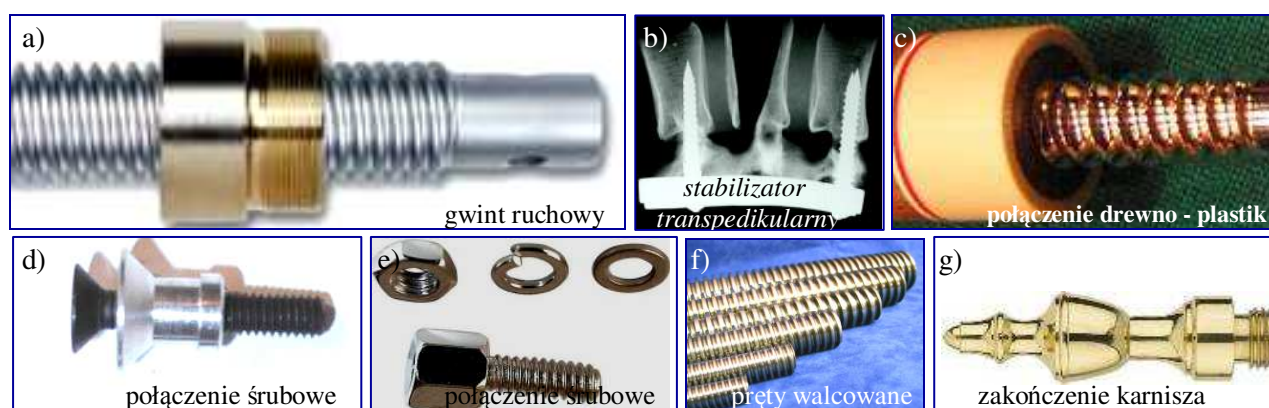 a)
gwint ruchowy
b)
stabilizator
transpedikularny
c)
połączenie drewno - plastik
d)
połączenie śrubowe
e)
połączenie śrubowe
f)
pręty walcowane
g)
zakończenie karnisza